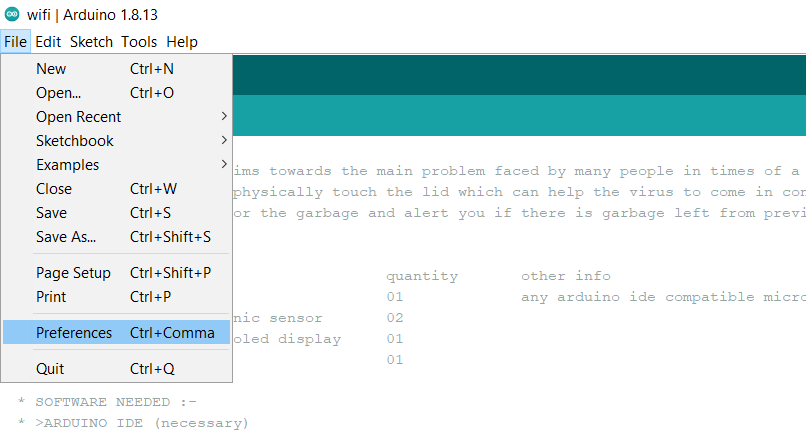 wifi | Arduino 1.8.13
File Edit Sketch Tools Help
New Ctrl+N
Open... Ctrl+O
Open Recent
Sketchbook
Examples
Close Ctrl+W
Save Ctrl+S
Save As... Ctrl+Shift+S
Page Setup Ctrl+Shift+P
Print Ctrl+P
Preferences Ctrl+Comma
Quit Ctrl+Q
ims towards the main problem faced by many people in times of a
physically touch the lid which can help the virus to come in con
or the garbage and alert you if there is garbage left from previ
quantity other info
01 any arduino ide compatible micro
nic sensor 02
oled display 01
01
* SOFTWARE NEEDED :-
* >ARDUINO IDE (necessary)